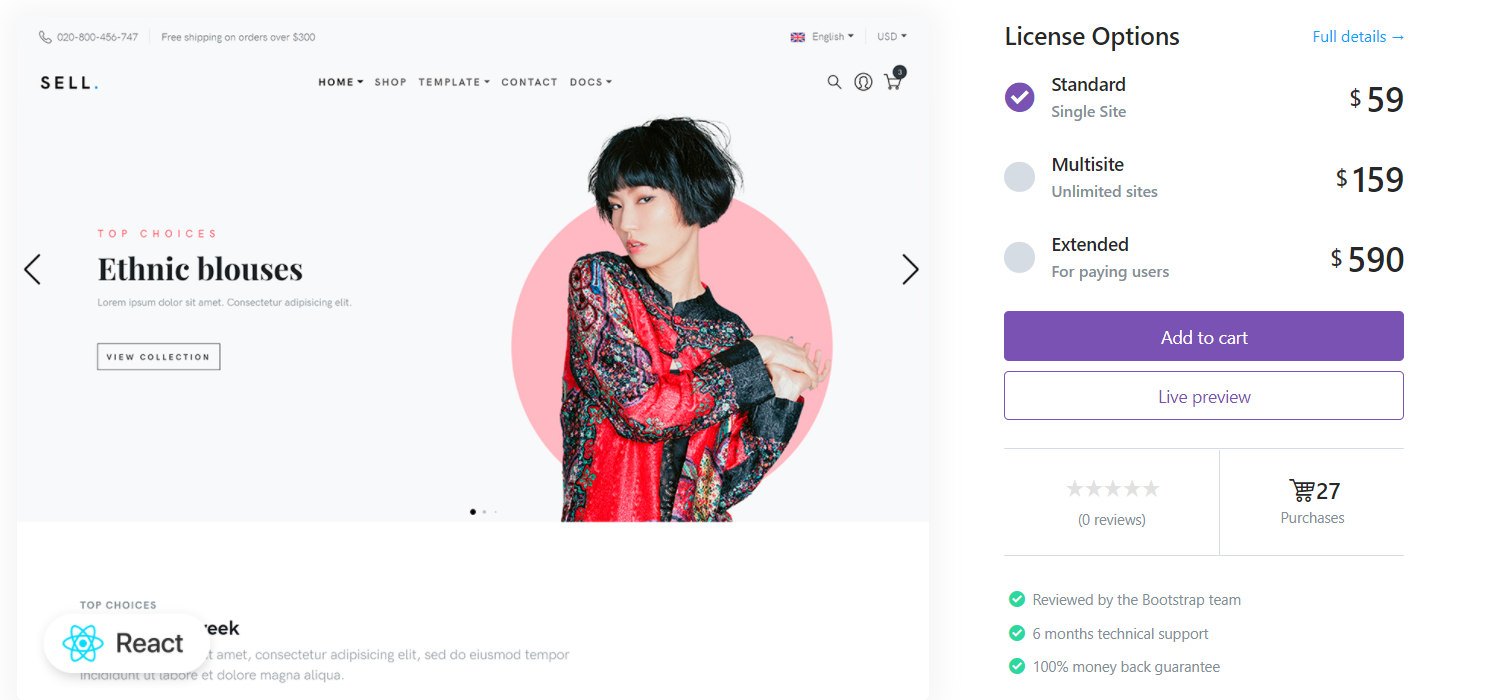 020-800-456-747 Free shipping on orders over $300 English USD
SELL. HOME SHOP TEMPLATE CONTACT DOCS 3
TOP CHOICES
Ethnic blouses
Lorem ipsum dolor sit amet. Consectetur adipisicing elit.
VIEW COLLECTION
TOP CHOICES
React
amet, consectetur adipisicing elit, sed do eiusmod tempor
incididunt ut labore et dolore magna aliqua.
License Options Full details →
Standard
Single Site
$ 59
Multisite
Unlimited sites
$ 159
Extended
For paying users
$ 590
Add to cart
Live preview
(0 reviews)
27
Purchases
Reviewed by the Bootstrap team
6 months technical support
100% money back guarantee